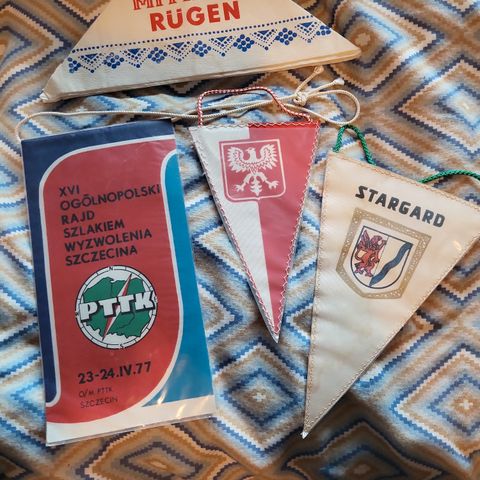 RÜGEN
XVI
OGÓLNOPOLSKI
RAJD
SZLAKIEM
WYZWOLENIA
SZCZECINA
PTTK
23-24.IV.77
O/M PTTK
SZCZECIN
STARGARD